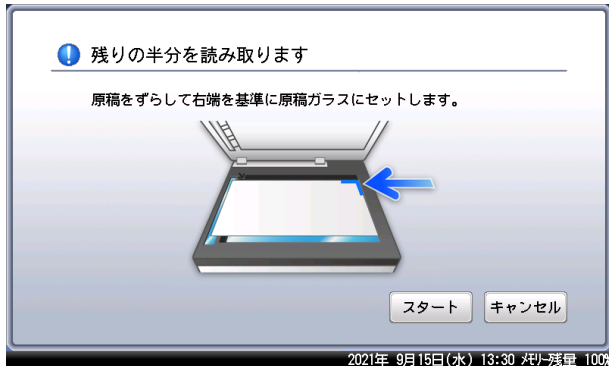 残りの半分を読み取ります
原稿をずらして右端を基準に原稿ガラスにセットします。
スタート
キャンセル
2021年 9月15日(水) 13:30 メモリー残量 100%